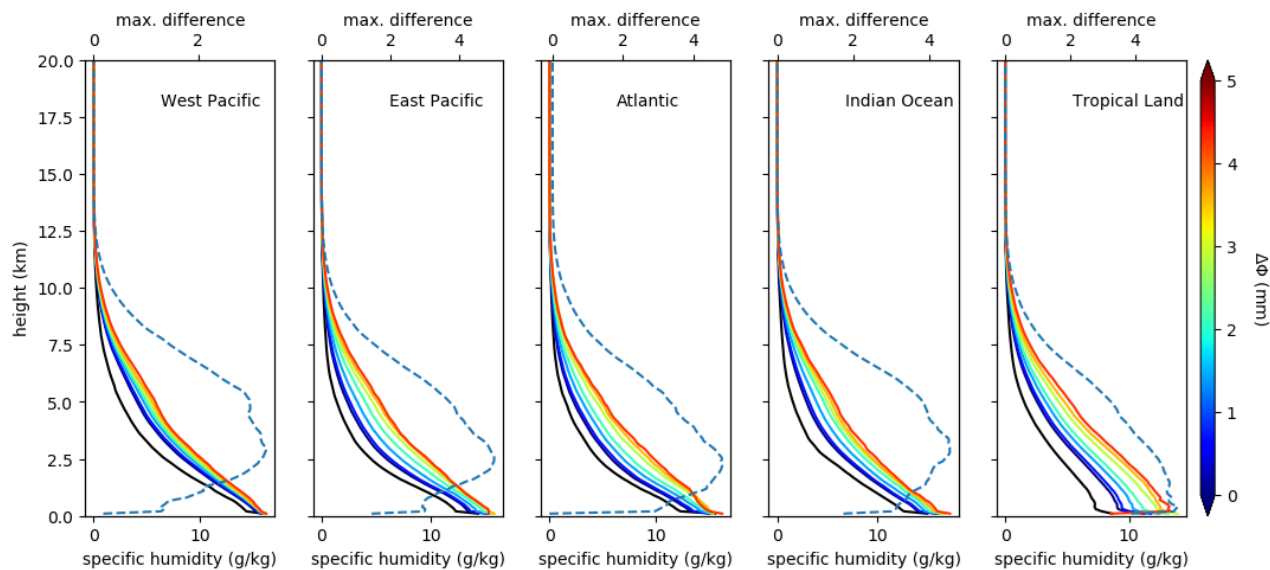 max. difference max. difference max. difference max. difference max. difference
0 2 0 2 4 0 2 4 0 2 4 0 2 4
20.0 West Pacific East Pacific Atlantic Indian Ocean Tropical Land 5
17.5
15.0 4
12.5
3
10.0
height (km) ΔΦ (mm)
7.5 2
5.0
1
2.5
0.0 0
0 10 0 10 0 10 0 10 0 10
specific humidity (g/kg) specific humidity (g/kg) specific humidity (g/kg) specific humidity (g/kg) specific humidity (g/kg)